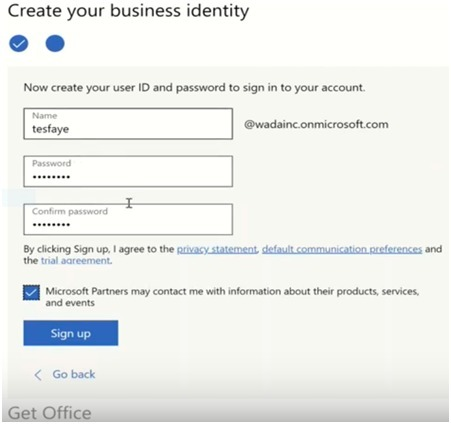 Create your business identity
Now create your user ID and password to sign in to your account.
Name
tesfaye
@wadainc.onmicrosoft.com
Password
••••••••
Confirm password
••••••••
By clicking Sign up, I agree to the privacy statement, default communication preferences and
the trial agreement.
Microsoft Partners may contact me with information about their products, services,
and events
Sign up
Go back
Get Office